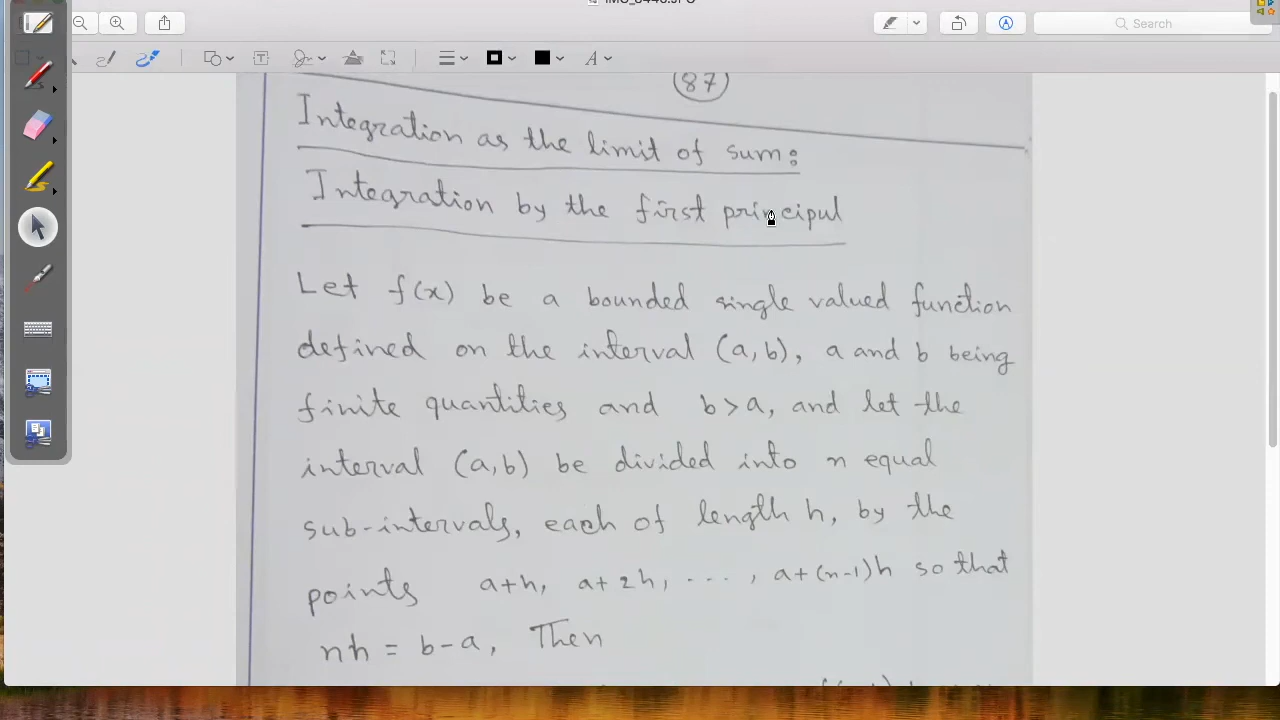 Search
87
Integration as the limit of sum:
Integration by the first principul
Let f(x) be a bounded single valued function
defined on the interval (a,b), a and b being
finite quantities and b>a, and let the
interval (a,b) be divided into n equal
sub-intervals, each of length h, by the
points a+h, a+2h, ...., a+(n-1)h so that
nh = b-a, Then